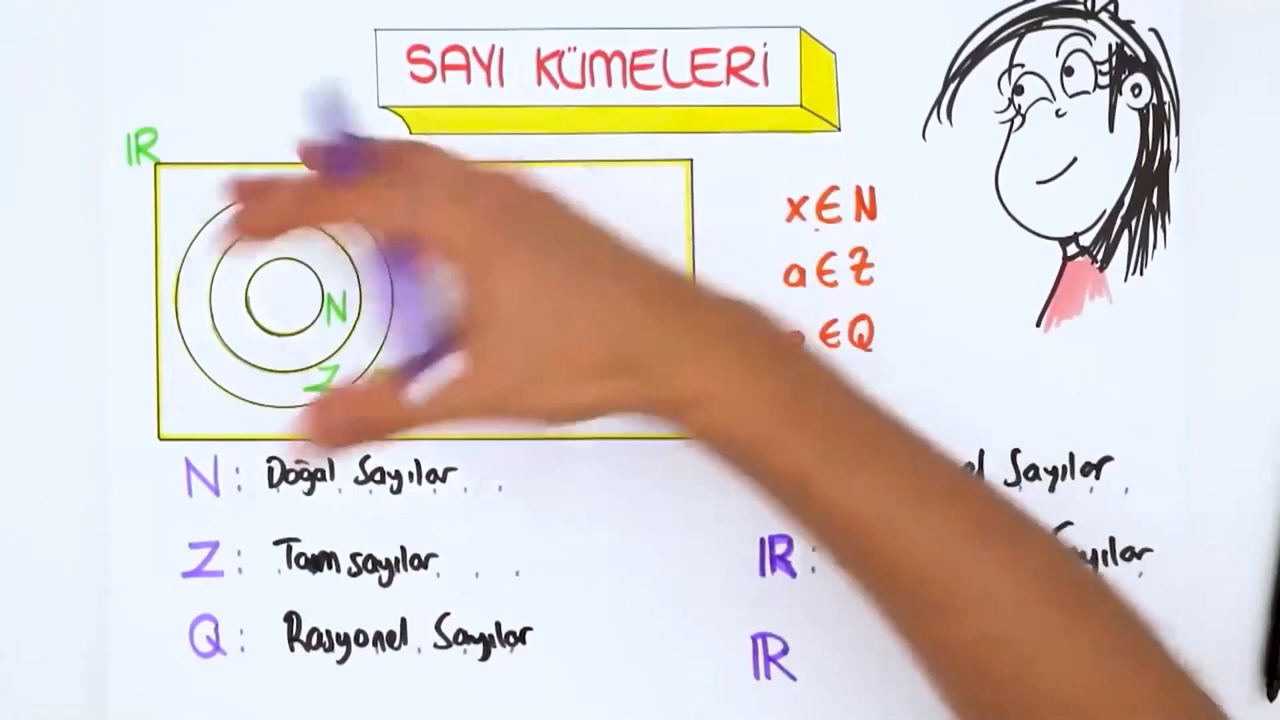 SAYI KÜMELERİ
IR
N
Z
x ∈ N
a ∈ Z
∈ Q
N: Doğal Sayılar
Z: Tam sayılar
Q: Rasyonel Sayılar
Sayılar
IR:
IR